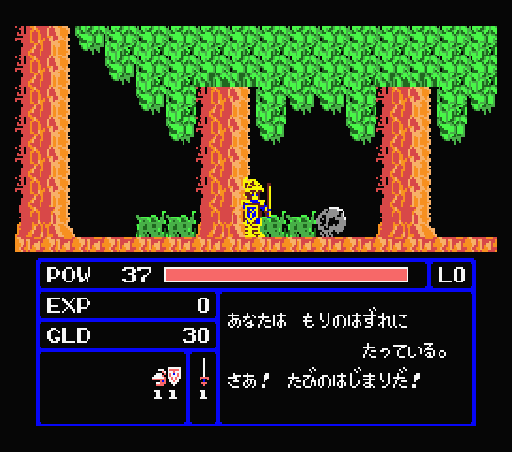 POW 37 L0
EXP 0
GLD 30
あなたは もりのはずれに
たっている。
さあ! たびのはじまりだ!
1 1 1